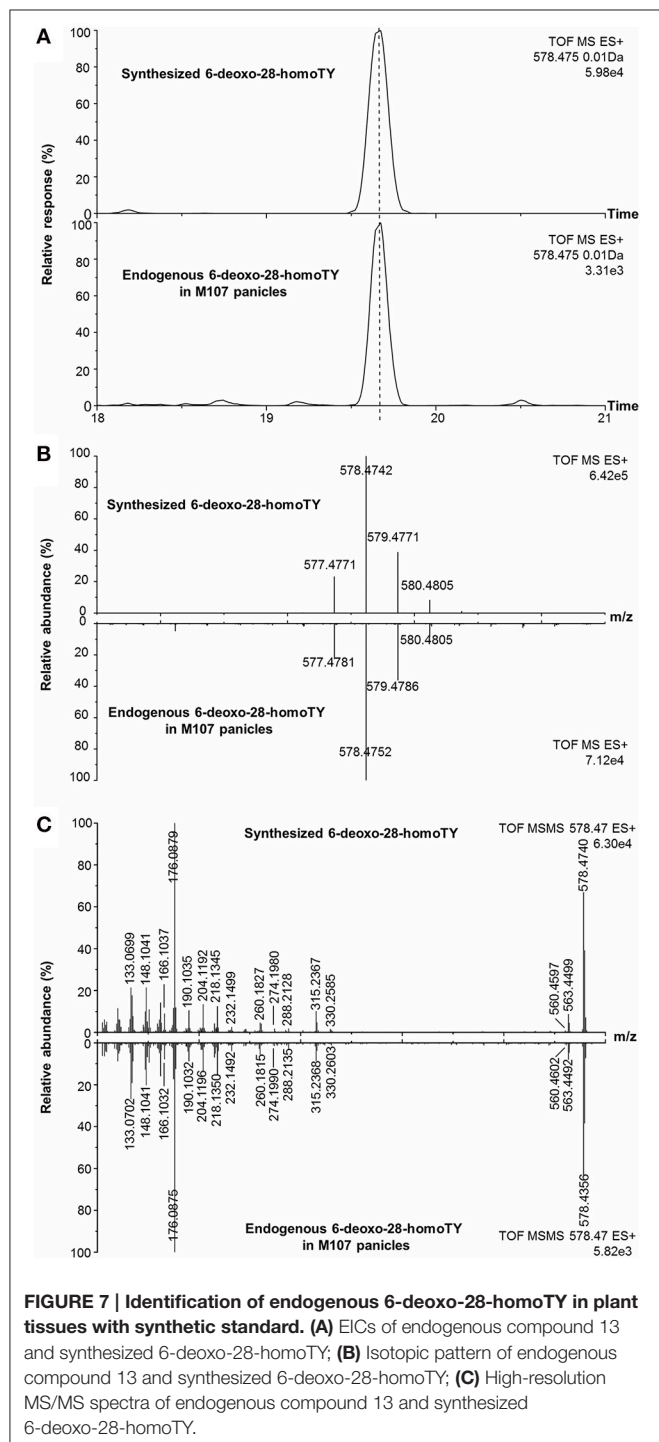 A
TOF MS ES+
578.475 0.01Da
5.98e4
Synthesized 6-deoxo-28-homoTY
100
80
60
40
20
0
Time
TOF MS ES+
578.475 0.01Da
3.31e3
Endogenous 6-deoxo-28-homoTY
in M107 panicles
100
80
60
40
20
0
18
19
20
21
Time
Relative response (%)
B
TOF MS ES+
6.42e5
Synthesized 6-deoxo-28-homoTY
100
80
60
40
20
0
578.4742
579.4771
577.4771
580.4805
m/z
0
20
40
60
80
100
580.4805
577.4781
579.4786
578.4752
Endogenous 6-deoxo-28-homoTY
in M107 panicles
TOF MS ES+
7.12e4
Relative abundance (%)
C
Synthesized 6-deoxo-28-homoTY
TOF MSMS 578.47 ES+
6.30e4
100
80
60
40
20
0
133.0699
148.1041
166.1037
176.0879
190.1035
204.1192
218.1345
232.1499
260.1827
274.1980
288.2128
315.2367
330.2585
560.4597
563.4499
578.4740
m/z
20
40
60
80
100
133.0702
148.1041
166.1032
176.0875
190.1032
204.1196
218.1350
232.1492
260.1815
274.1990
288.2135
315.2368
330.2603
560.4602
563.4492
578.4356
Endogenous 6-deoxo-28-homoTY
in M107 panicles
TOF MSMS 578.47 ES+
5.82e3
Relative abundance (%)
FIGURE 7 | Identification of endogenous 6-deoxo-28-homoTY in plant
tissues with synthetic standard. (A) EICs of endogenous compound 13
and synthesized 6-deoxo-28-homoTY; (B) Isotopic pattern of endogenous
compound 13 and synthesized 6-deoxo-28-homoTY; (C) High-resolution
MS/MS spectra of endogenous compound 13 and synthesized
6-deoxo-28-homoTY.